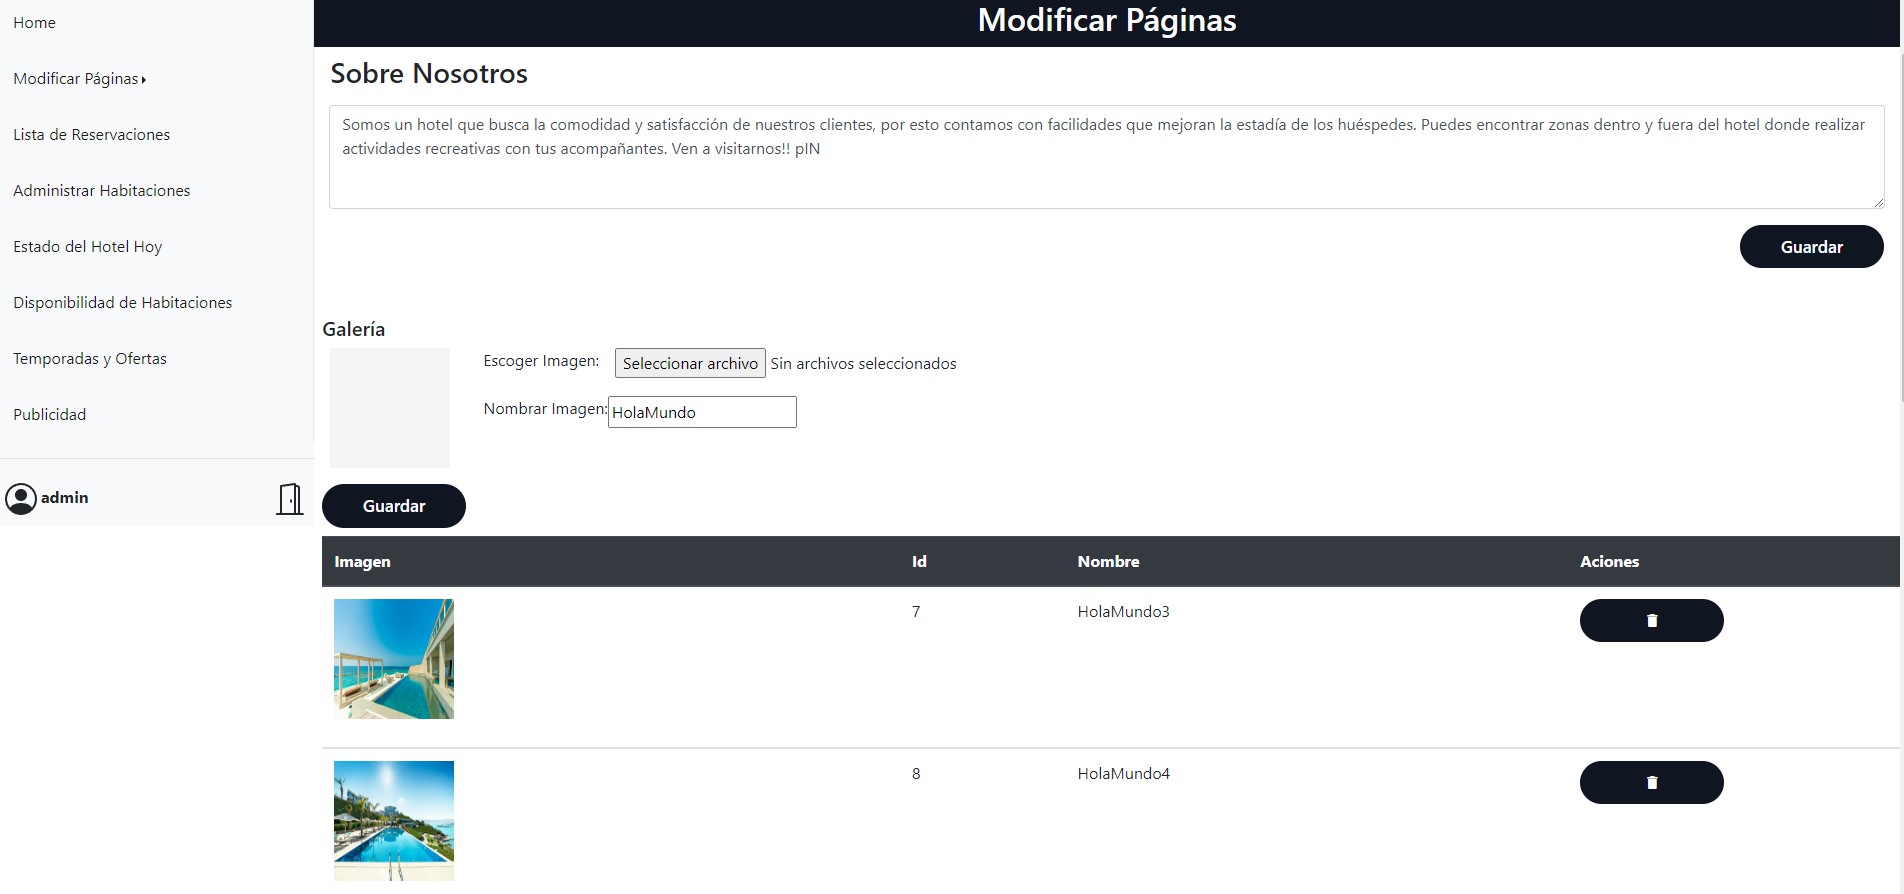 Home
Modificar Páginas
Lista de Reservaciones
Administrar Habitaciones
Estado del Hotel Hoy
Disponibilidad de Habitaciones
Temporadas y Ofertas
Publicidad
admin
Modificar Páginas
Sobre Nosotros
Somos un hotel que busca la comodidad y satisfacción de nuestros clientes, por esto contamos con facilidades que mejoran la estadía de los huéspedes. Puedes encontrar zonas dentro y fuera del hotel donde realizar
actividades recreativas con tus acompañantes. Ven a visitarnos!! pIN
Guardar
Galería
Escoger Imagen: Seleccionar archivo Sin archivos seleccionados
Nombrar Imagen: HolaMundo
Guardar
Imagen Id Nombre Aciones
7 HolaMundo3
8 HolaMundo4